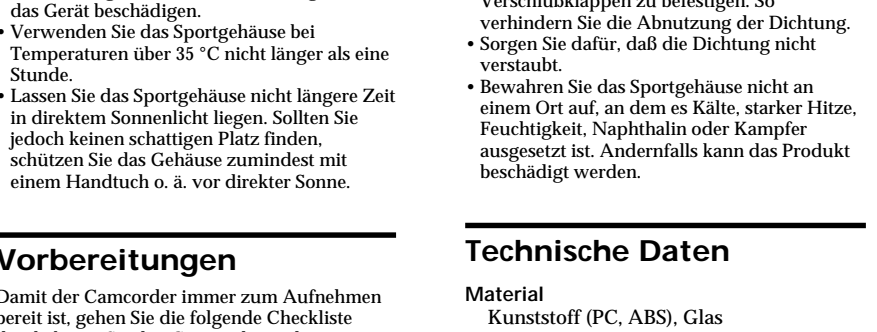 das Gerät beschädigen.
• Verwenden Sie das Sportgehäuse bei
Temperaturen über 35 °C nicht länger als eine
Stunde.
• Lassen Sie das Sportgehäuse nicht längere Zeit
in direktem Sonnenlicht liegen. Sollten Sie
jedoch keinen schattigen Platz finden,
schützen Sie das Gehäuse zumindest mit
einem Handtuch o. ä. vor direkter Sonne.
Vorbereitungen
Damit der Camcorder immer zum Aufnehmen
bereit ist, gehen Sie die folgende Checkliste
Verschlußklappen zu befestigen. So
verhindern Sie die Abnutzung der Dichtung.
• Sorgen Sie dafür, daß die Dichtung nicht
verstaubt.
• Bewahren Sie das Sportgehäuse nicht an
einem Ort auf, an dem es Kälte, starker Hitze,
Feuchtigkeit, Naphthalin oder Kampfer
ausgesetzt ist. Andernfalls kann das Produkt
beschädigt werden.
Technische Daten
Material
Kunststoff (PC, ABS), Glas